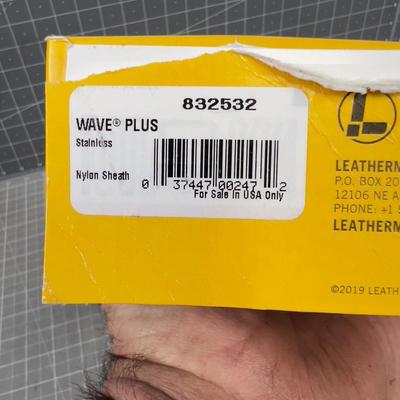 832532
WAVE® PLUS
Stainless
Nylon Sheath
0 37447 00247 2
For Sale In USA Only
LEATHERM
P.O. BOX 20
12106 NE A
PHONE: +1 5
LEATHERM
©2019 LEATH